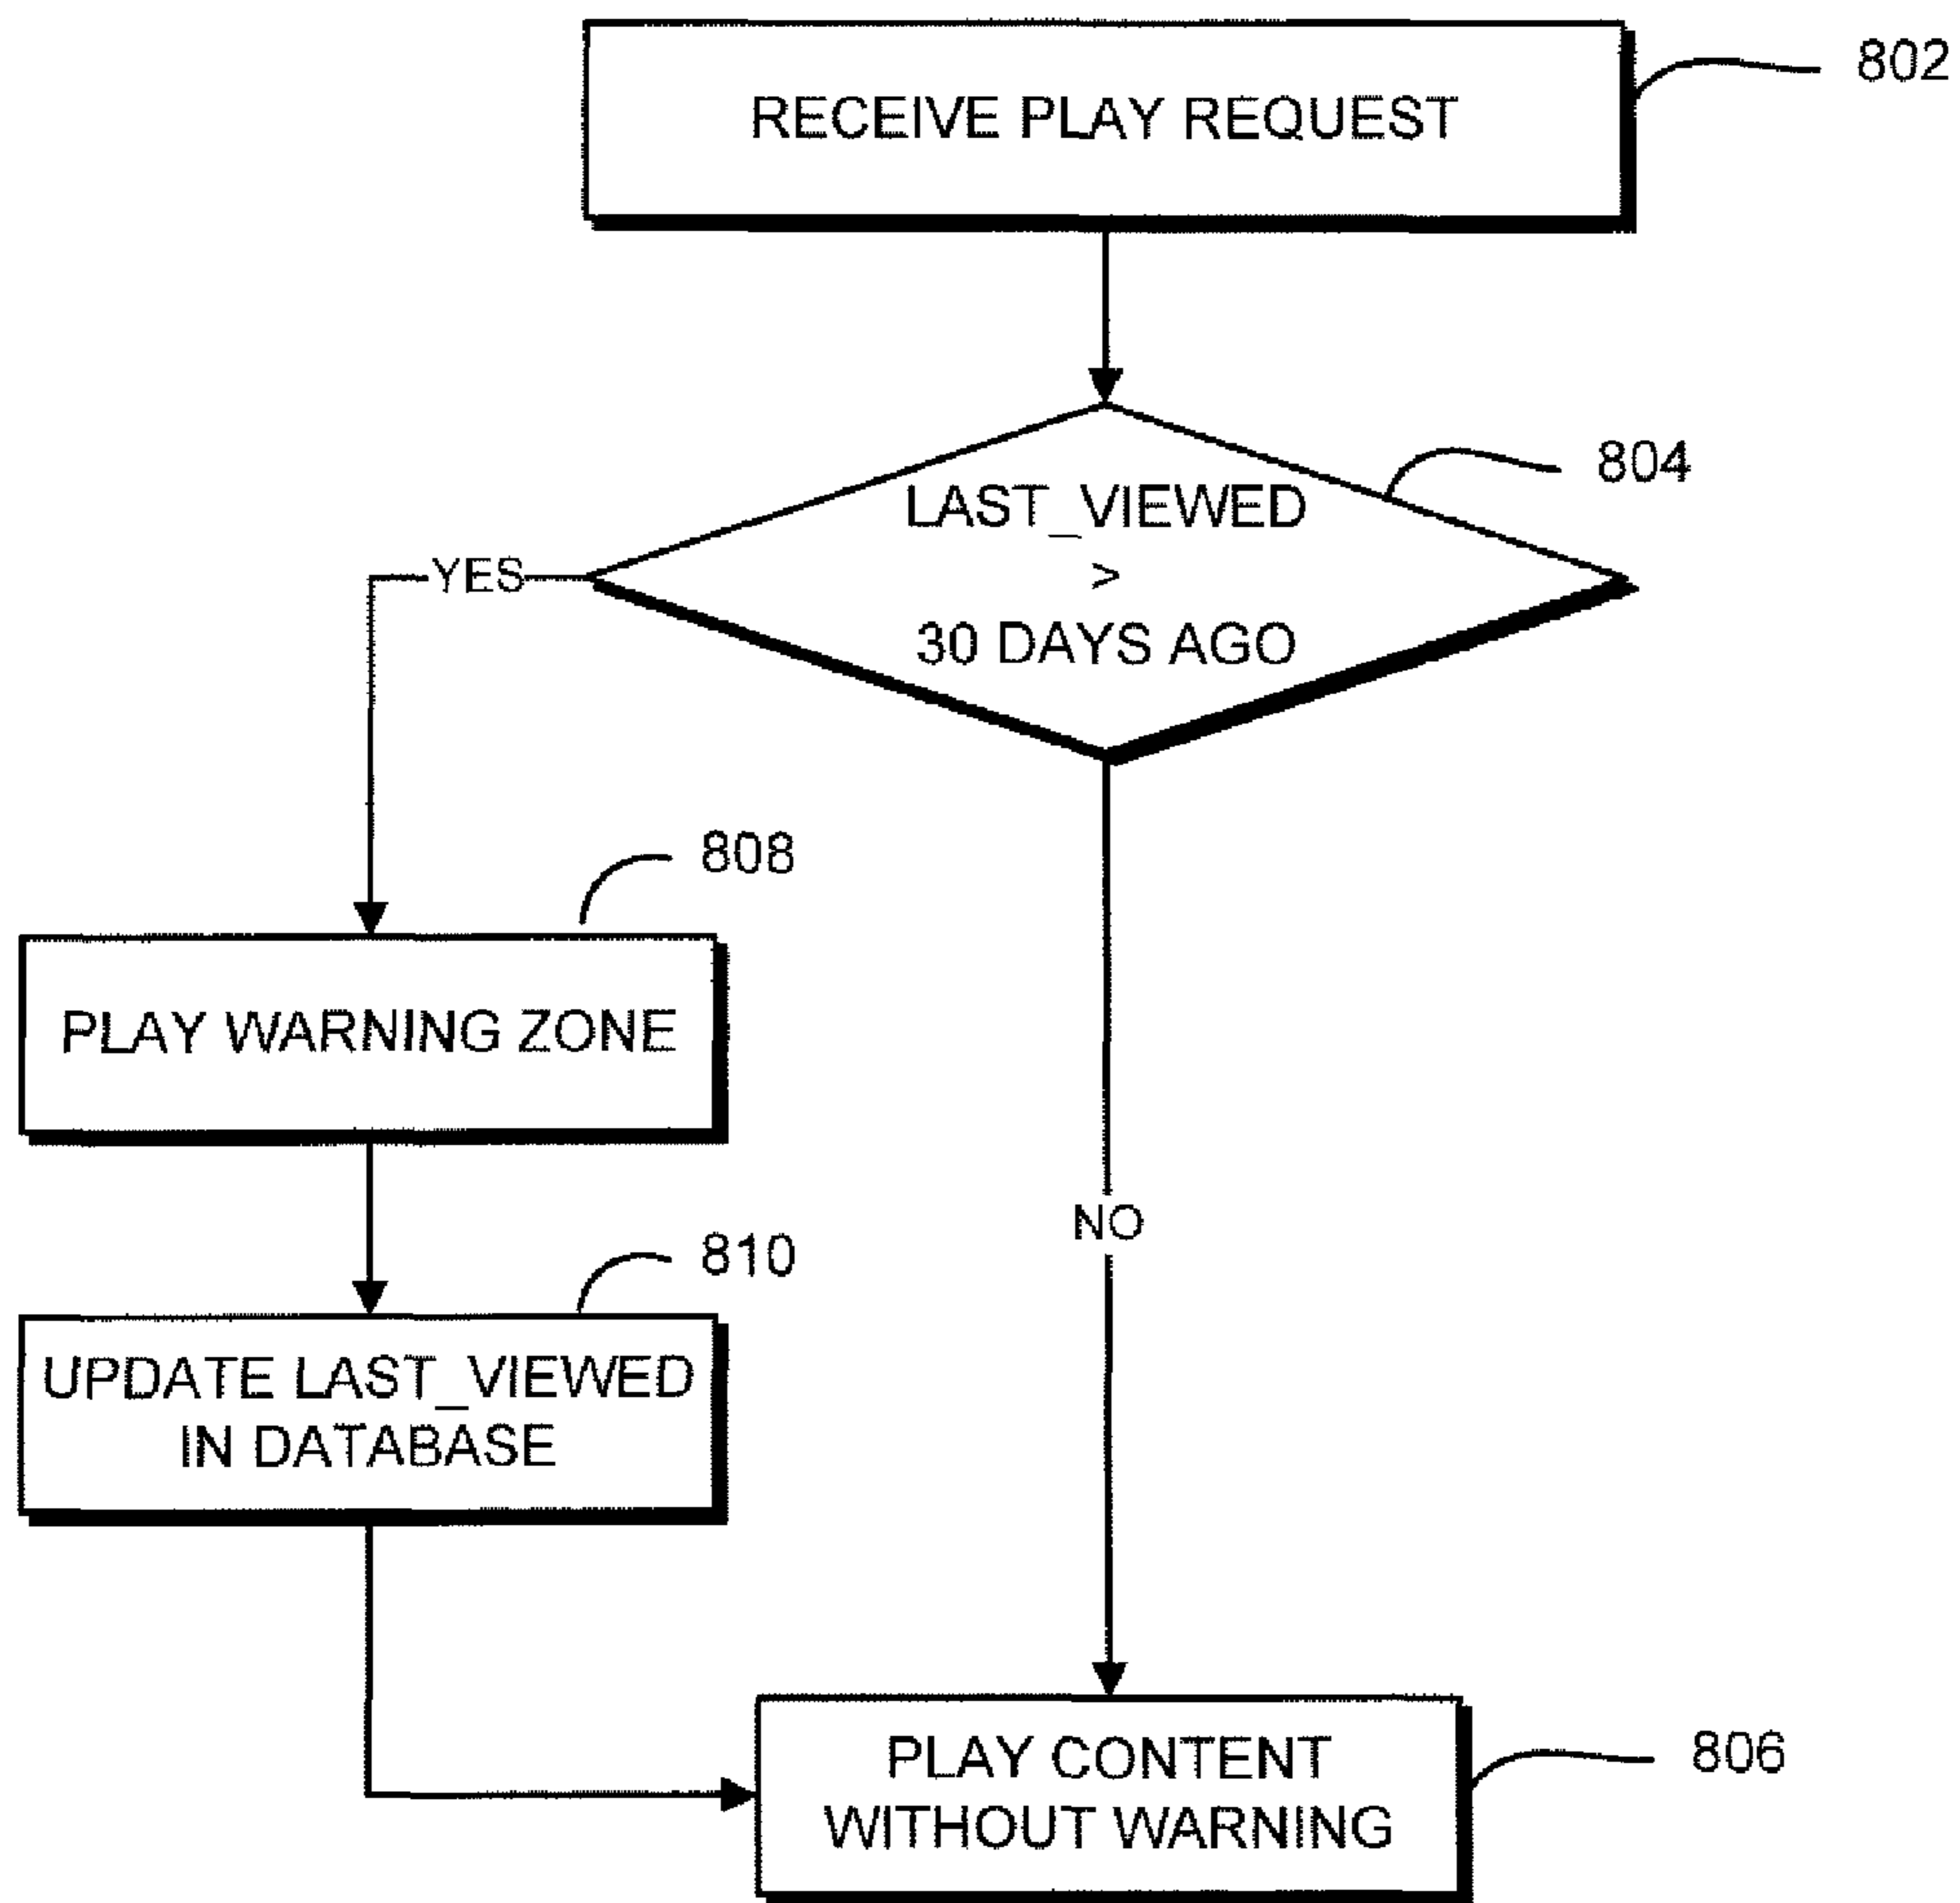 RECEIVE PLAY REQUEST
802
804
LAST_VIEWED
>
30 DAYS AGO
YES
808
PLAY WARNING ZONE
NO
810
UPDATE LAST_VIEWED
IN DATABASE
PLAY CONTENT
WITHOUT WARNING
806